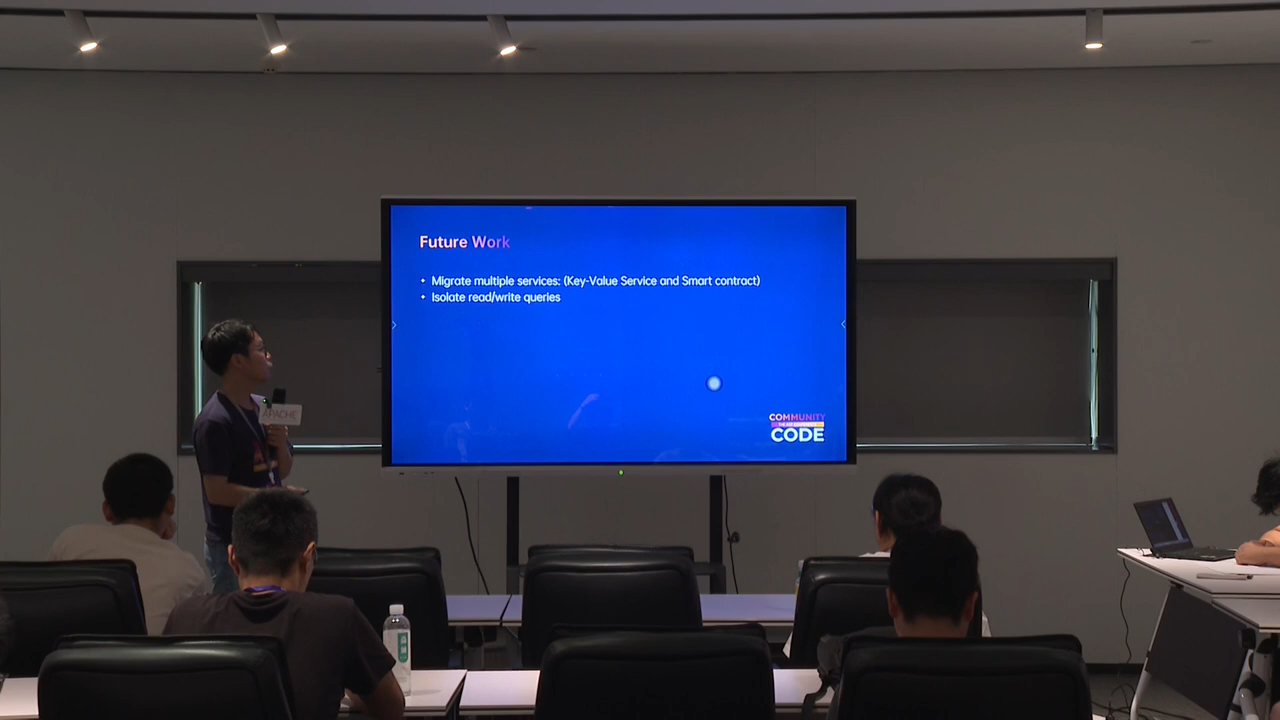 Future Work
Migrate multiple services: (Key-Value Service and Smart contract)
Isolate read/write queries
APACHE
COMMUNITY
CODE